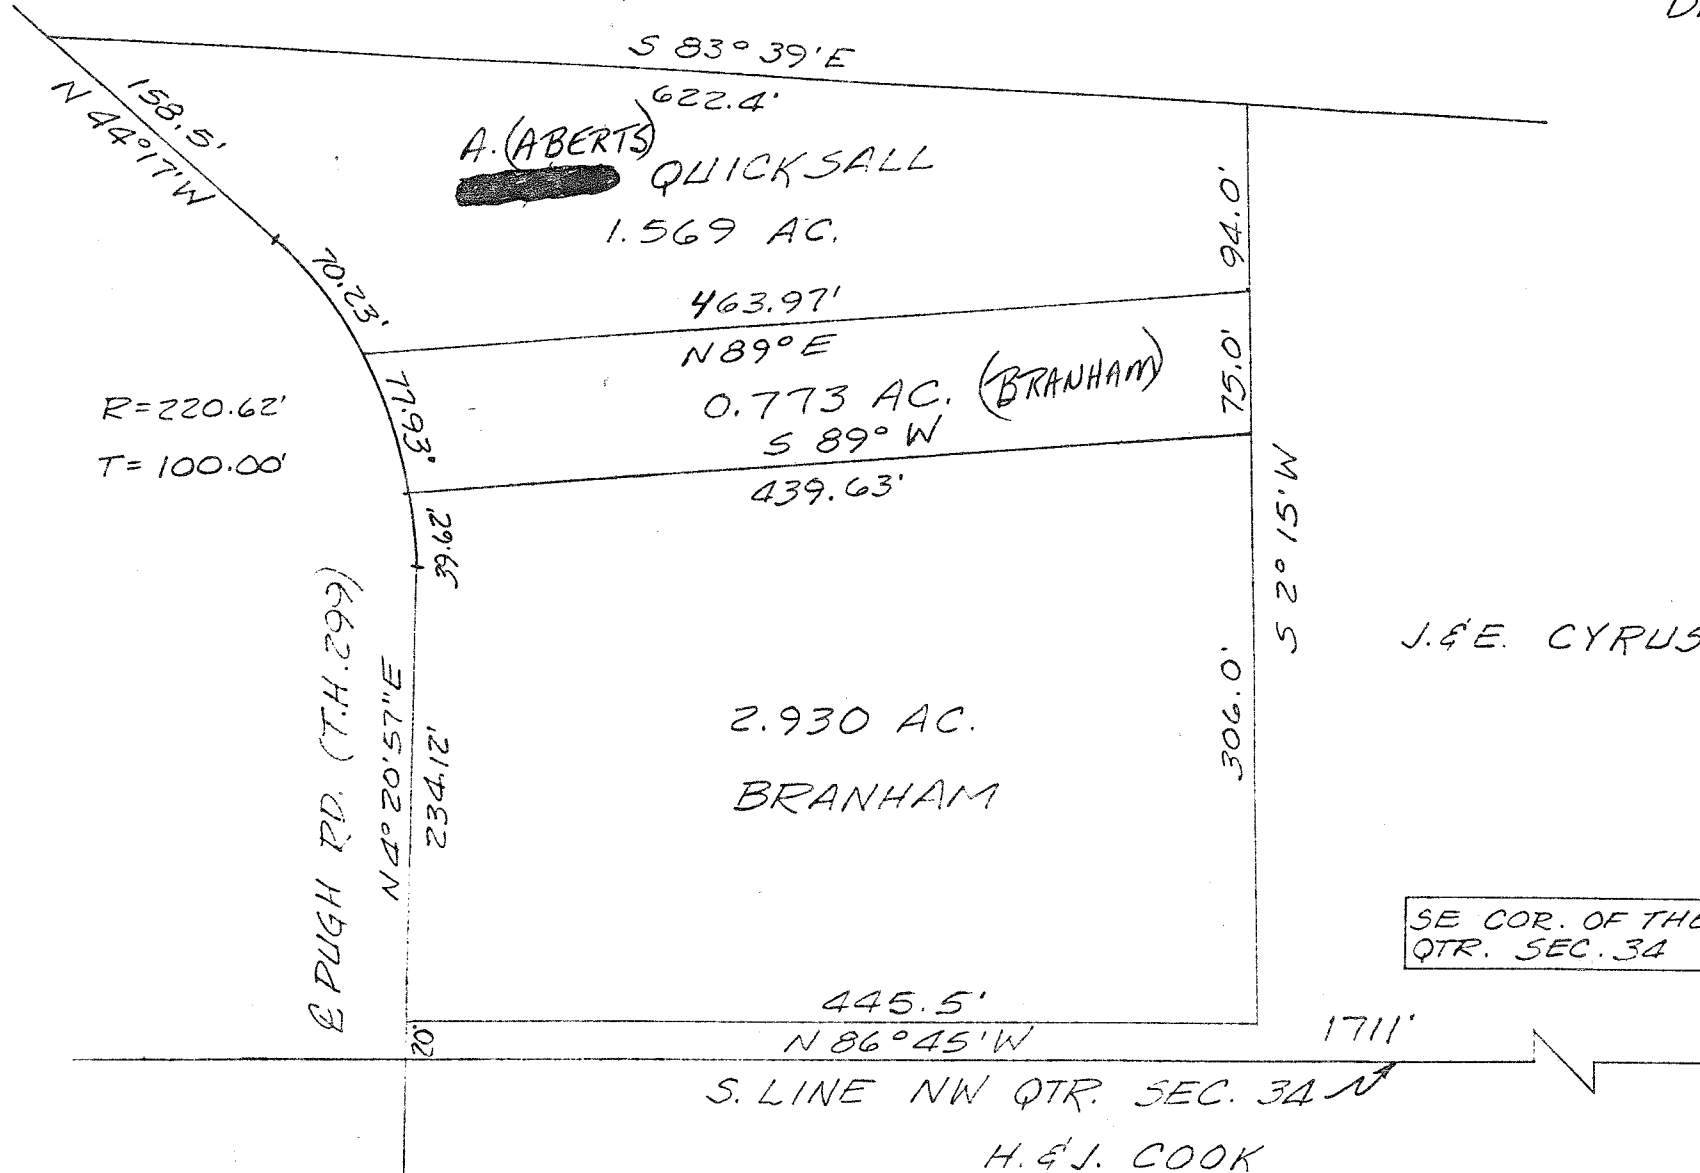 S 83° 39' E
622.4'
158.5'
N 44° 17' W
A. (ABERTS)
QUICKSALL
1.569 AC.
94.0'
70.23'
463.97'
N 89° E
0.773 AC. (BRANHAM)
75.0'
77.93'
R=220.62'
T=100.00'
S 89° W
439.63'
39.62'
S 2° 15' W
J. & E. CYRUS
306.0'
℄ PUGH RD. (T.H. 299)
N 4° 20' 57" E
234.12'
2.930 AC.
BRANHAM
SE COR. OF THE
QTR. SEC. 34
445.5'
N 86° 45' W
20'
1711'
S. LINE NW QTR. SEC. 34
H. & J. COOK